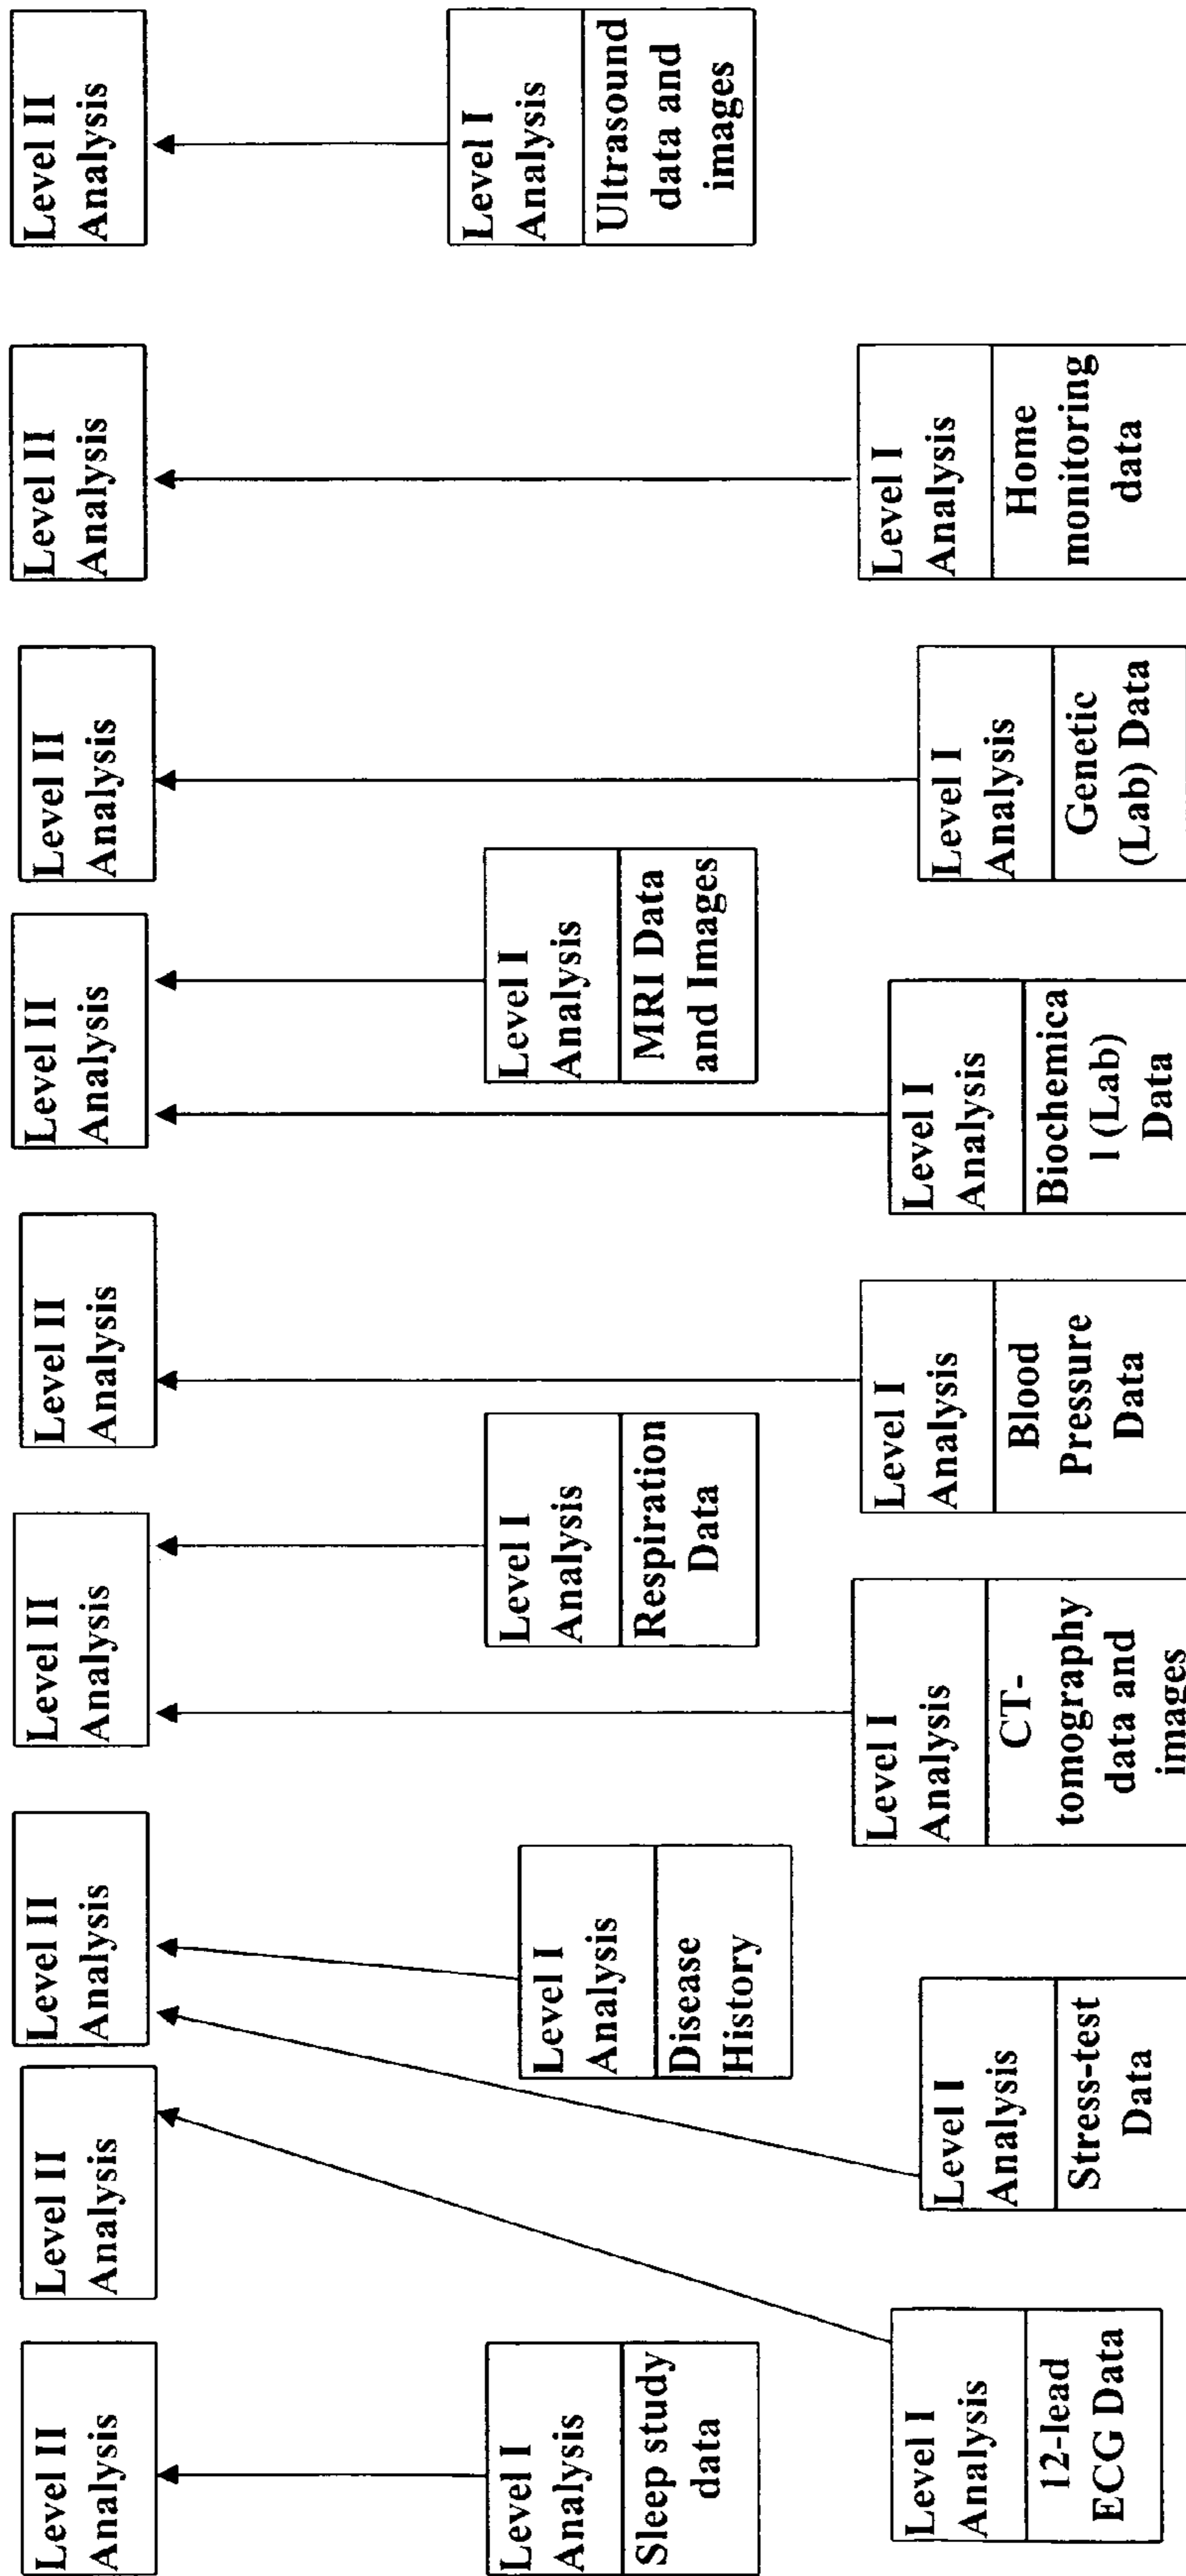 Level II
Analysis
Level II
Analysis
Level II
Analysis
Level II
Analysis
Level II
Analysis
Level II
Analysis
Level II
Analysis
Level II
Analysis
Level II
Analysis
Level I
Analysis
Sleep study
data
Level I
Analysis
Disease
History
Level I
Analysis
Respiration
Data
Level I
Analysis
MRI Data
and Images
Level I
Analysis
Ultrasound
data and
images
Level I
Analysis
12-lead
ECG Data
Level I
Analysis
Stress-test
Data
Level I
Analysis
CT-
tomography
data and
images
Level I
Analysis
Blood
Pressure
Data
Level I
Analysis
Biochemica
l (Lab)
Data
Level I
Analysis
Genetic
(Lab) Data
Level I
Analysis
Home
monitoring
data